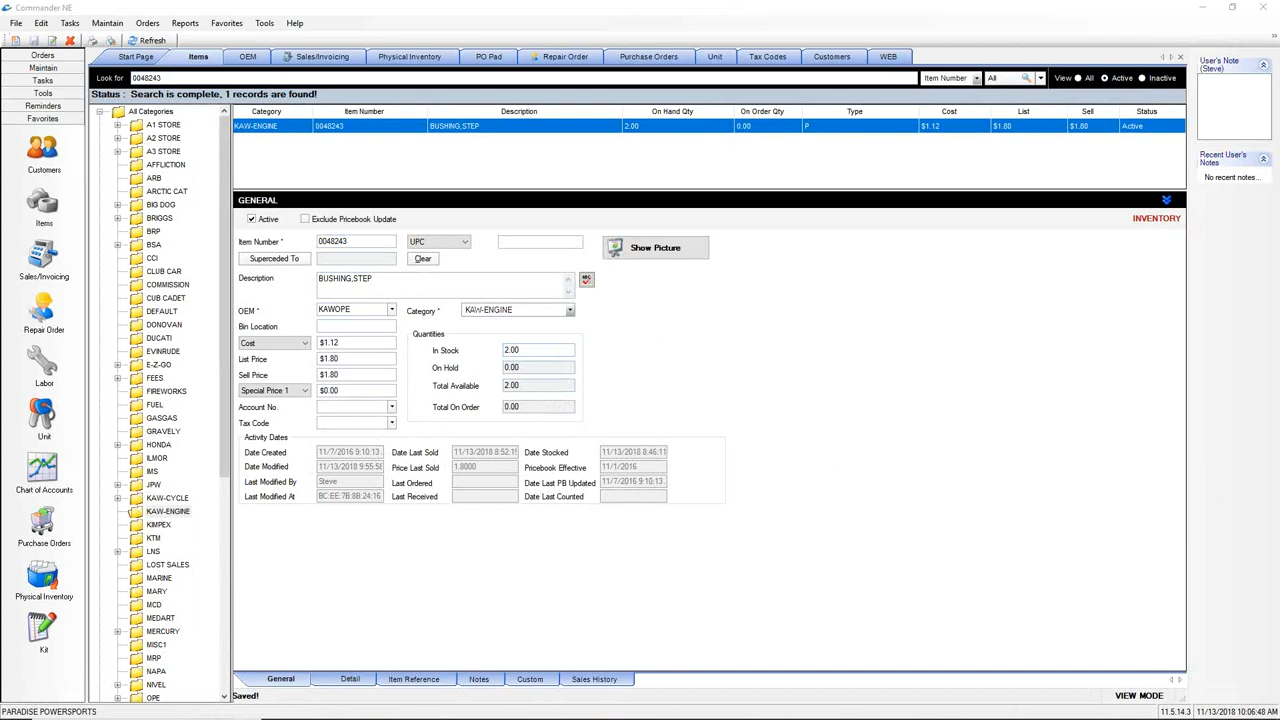 Commander NE
File Edit Tasks Maintain Orders Reports Favorites Tools Help
Refresh
Orders
Maintain
Tasks
Tools
Reminders
Favorites
Customers
Items
Sales/Invoicing
Repair Order
Labor
Unit
Chart of Accounts
Purchase Orders
Physical Inventory
Kit
Start Page Items OEM Sales/Invoicing Physical Inventory PO Pad Repair Order Purchase Orders Unit Tax Codes Customers WEB
Look for 0048243 Item Number All View All Active Inactive
Status : Search is complete, 1 records are found!
All Categories
A1 STORE
A2 STORE
A3 STORE
AFFLICTION
ARB
ARCTIC CAT
BIG DOG
BRIGGS
BRP
BSA
CCI
CLUB CAR
COMMISSION
CUB CADET
DEFAULT
DONOVAN
DUCATI
EVINRUDE
E-Z-GO
FEES
FIREWORKS
FUEL
GASGAS
GRAVELY
HONDA
ILMOR
IMS
JPW
KAW-CYCLE
KAW-ENGINE
KIMPEX
KTM
LNS
LOST SALES
MARINE
MARY
MCD
MEDART
MERCURY
MISC1
MRP
NAPA
NIVEL
OPE
Category Item Number Description On Hand Qty On Order Qty Type Cost List Sell Status
KAW-ENGINE 0048243 BUSHING,STEP 2.00 0.00 P $1.12 $1.80 $1.80 Active
GENERAL
Active Exclude Pricebook Update INVENTORY
Item Number * 0048243 UPC Show Picture
Superceded To Clear
Description BUSHING,STEP
OEM * KAWOPE Category * KAW-ENGINE
Bin Location
Cost $1.12
List Price $1.80
Sell Price $1.80
Special Price 1 $0.00
Account No.
Tax Code
Quantities
In Stock 2.00
On Hold 0.00
Total Available 2.00
Total On Order 0.00
Activity Dates
Date Created 11/7/2016 9:10:13 Date Last Sold 11/13/2018 8:52:1 Date Stocked 11/13/2018 8:46:11
Date Modified 11/13/2018 9:55:5 Price Last Sold 1.8000 Pricebook Effective 11/1/2016
Last Modified By Steve Last Ordered Date Last PB Updated 11/7/2016 9:10:13
Last Modified At BC:EE:7B:8B:24:16 Last Received Date Last Counted
General Detail Item Reference Notes Custom Sales History
Saved! VIEW MODE
User's Note
(Steve)
Recent User's
Notes
No recent notes...
PARADISE POWERSPORTS 11.5.14.3 11/13/2018 10:06:48 AM